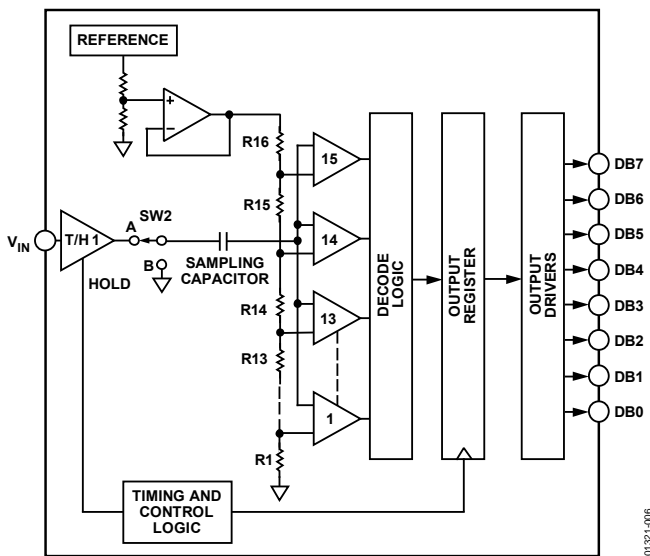 REFERENCE
+
−
R16
15
R15
DB7
DB6
V_IN
T/H 1
A
SW2
14
DB5
B
SAMPLING
CAPACITOR
HOLD
DECODE
LOGIC
OUTPUT
REGISTER
OUTPUT
DRIVERS
DB4
R14
13
DB3
R13
DB2
DB1
1
DB0
R1
TIMING AND
CONTROL
LOGIC
01321-006